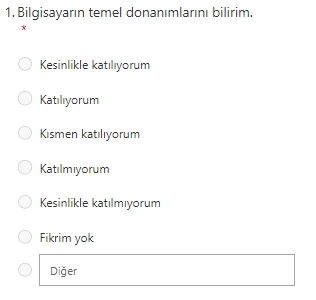 1. Bilgisayarın temel donanımlarını bilirim.
*
Kesinlikle katılıyorum
Katılıyorum
Kısmen katılıyorum
Katılmıyorum
Kesinlikle katılmıyorum
Fikrim yok
Diğer